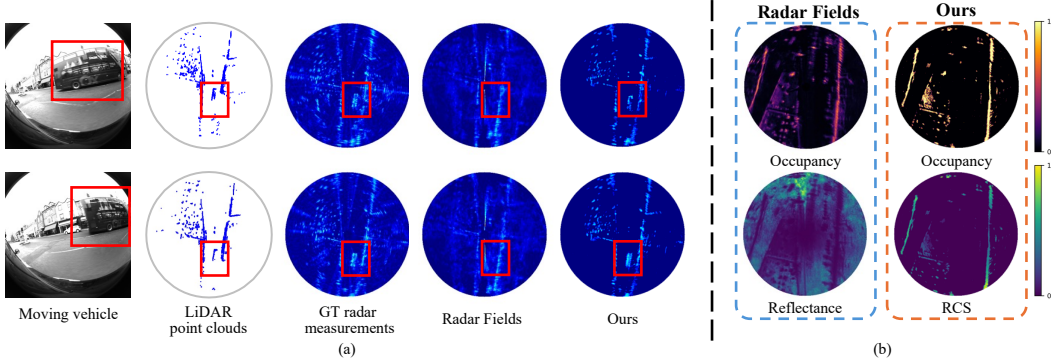 Radar Fields
Ours
1
0
Occupancy
Occupancy
1
0
Reflectance
RCS
Moving vehicle
LiDAR
point clouds
GT radar
measurements
Radar Fields
Ours
(a)
(b)